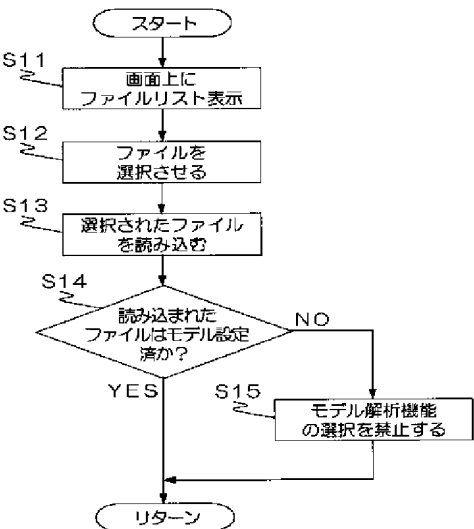 スタート
S11
画面上に
ファイルリスト表示
S12
ファイルを
選択させる
S13
選択されたファイル
を読み込む
S14
読み込まれた
ファイルはモデル設定
済か?
NO
YES
S15
モデル解析機能
の選択を禁止する
リターン